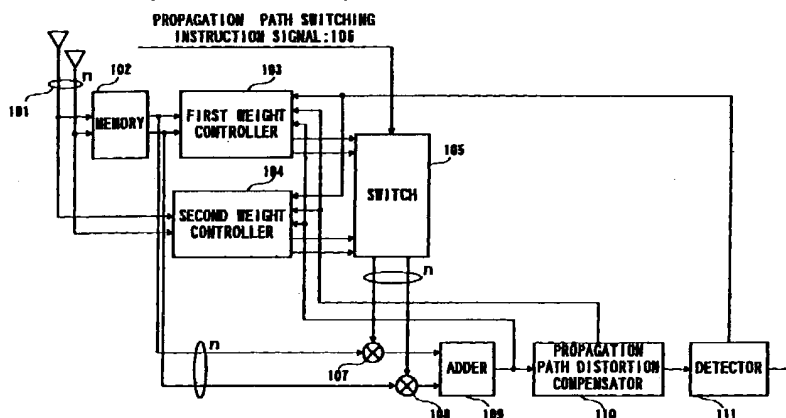 PROPAGATION PATH SWITCHING
INSTRUCTION SIGNAL:106
n
101
102
MEMORY
103
FIRST WEIGHT
CONTROLLER
104
SECOND WEIGHT
CONTROLLER
105
SWITCH
n
n
107
108
ADDER
109
PROPAGATION
PATH DISTORTION
COMPENSATOR
110
DETECTOR
111